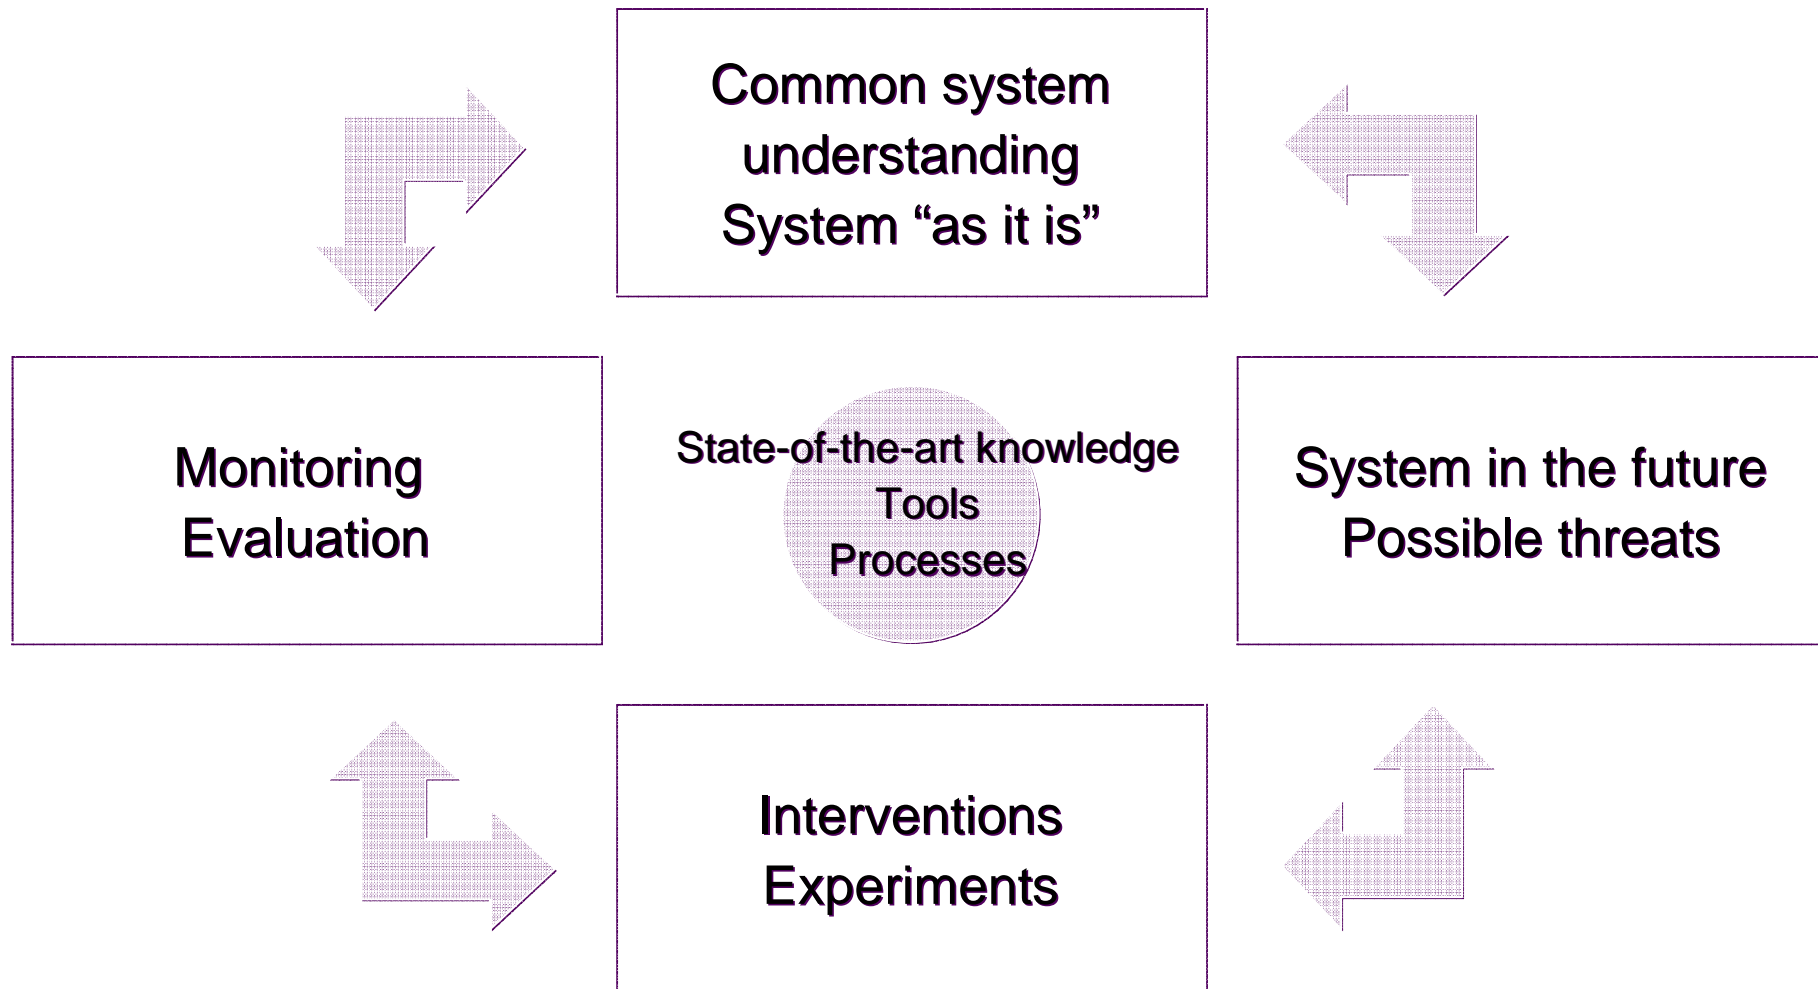 Common system
understanding
System “as it is”
Monitoring
Evaluation
State-of-the-art knowledge
Tools
Processes
System in the future
Possible threats
Interventions
Experiments